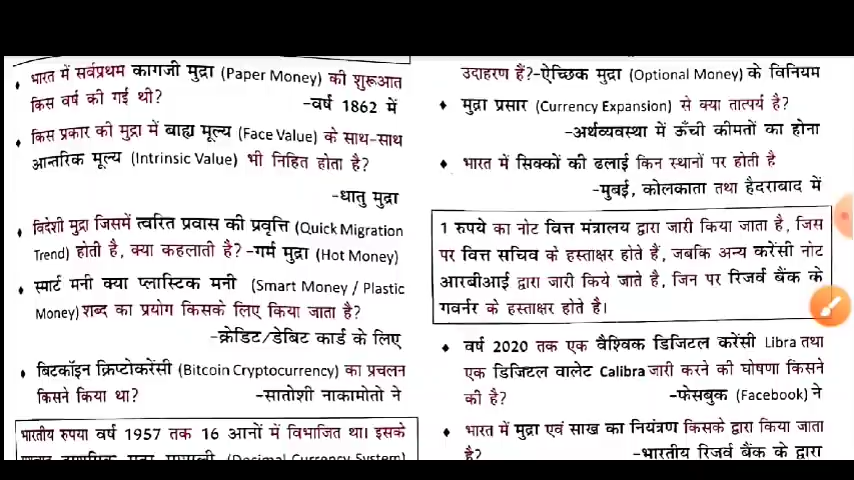 भारत में सर्वप्रथम कागजी मुद्रा (Paper Money) की शुरूआत
किस वर्ष की गई थी? -वर्ष 1862 में
किस प्रकार की मुद्रा में बाह्य मूल्य (Face Value) के साथ-साथ
आन्तरिक मूल्य (Intrinsic Value) भी निहित होता है?
-धातु मुद्रा
विदेशी मुद्रा जिसमें त्वरित प्रवास की प्रवृत्ति (Quick Migration
Trend) होती है, क्या कहलाती है? -गर्म मुद्रा (Hot Money)
स्मार्ट मनी क्या प्लास्टिक मनी (Smart Money / Plastic
Money) शब्द का प्रयोग किसके लिए किया जाता है?
-क्रेडिट/डेबिट कार्ड के लिए
बिटकॉइन क्रिप्टोकरेंसी (Bitcoin Cryptocurrency) का प्रचलन
किसने किया था? -सातोशी नाकामोतो ने
भारतीय रुपया वर्ष 1957 तक 16 आनों में विभाजित था। इसके
(Decimal Currency System)
उदाहरण हैं? -ऐच्छिक मुद्रा (Optional Money) के विनियम
मुद्रा प्रसार (Currency Expansion) से क्या तात्पर्य है?
-अर्थव्यवस्था में ऊँची कीमतों का होना
भारत में सिक्कों की ढलाई किन स्थानों पर होती है
-मुबई, कोलकाता तथा हैदराबाद में
1 रुपये का नोट वित्त मंत्रालय द्वारा जारी किया जाता है, जिस
पर वित्त सचिव के हस्ताक्षर होते हैं, जबकि अन्य करेंसी नोट
आरबीआई द्वारा जारी किये जाते है, जिन पर रिजर्व बैंक के
गवर्नर के हस्ताक्षर होते है।
वर्ष 2020 तक एक वैश्विक डिजिटल करेंसी Libra तथा
एक डिजिटल वालेट Calibra जारी करने की घोषणा किसने
की है? -फेसबुक (Facebook) ने
भारत में मुद्रा एवं साख का नियंत्रण किसके द्वारा किया जाता
है? -भारतीय रिजर्व बैंक के द्वारा